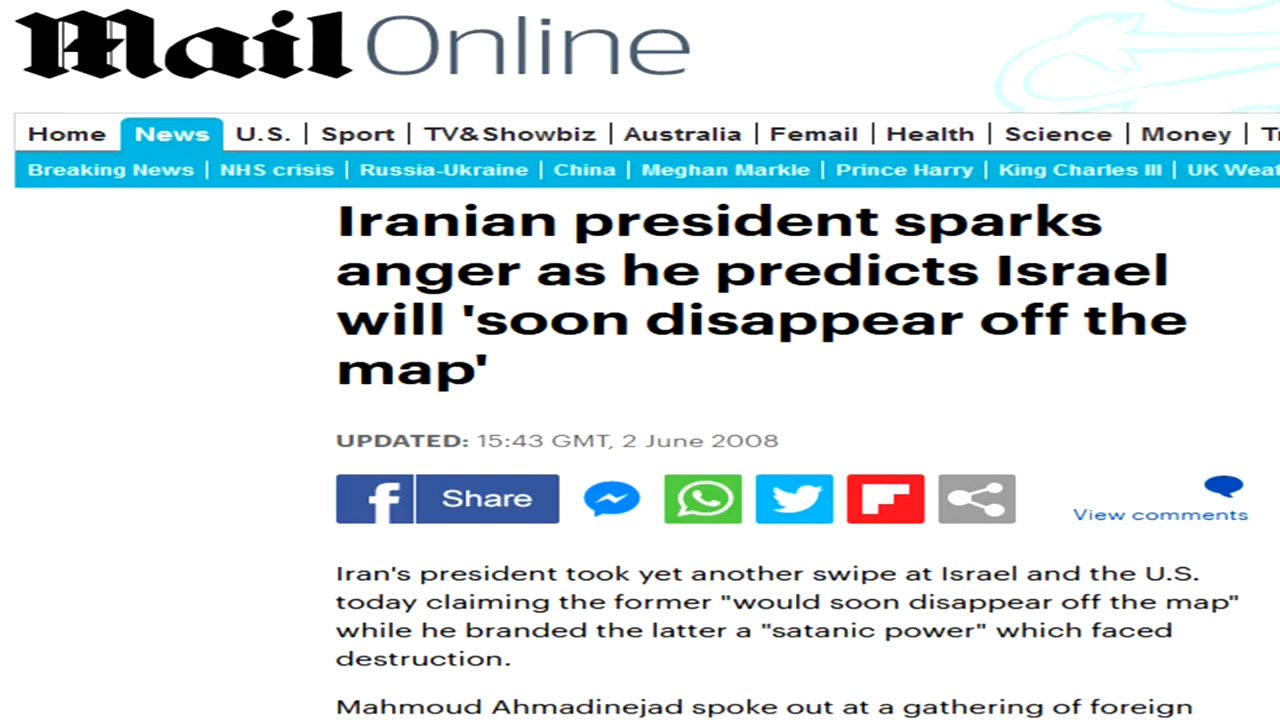 Mail Online
Home News U.S. | Sport | TV&Showbiz | Australia | Femail | Health | Science | Money |
Breaking News | NHS crisis | Russia-Ukraine | China | Meghan Markle | Prince Harry | King Charles III | UK Weat
Iranian president sparks
anger as he predicts Israel
will 'soon disappear off the
map'
UPDATED: 15:43 GMT, 2 June 2008
f Share
View comments
Iran's president took yet another swipe at Israel and the U.S.
today claiming the former "would soon disappear off the map"
while he branded the latter a "satanic power" which faced
destruction.
Mahmoud Ahmadinejad spoke out at a gathering of foreign